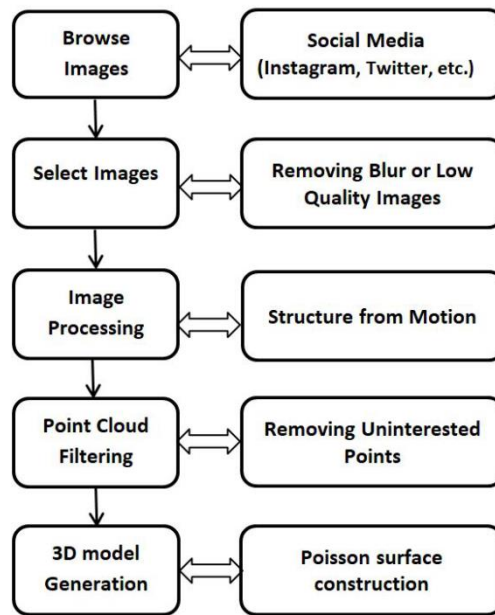 Browse
Images
Social Media
(Instagram, Twitter, etc.)
Select Images
Removing Blur or Low
Quality Images
Image
Processing
Structure from Motion
Point Cloud
Filtering
Removing Uninterested
Points
3D model
Generation
Poisson surface
construction